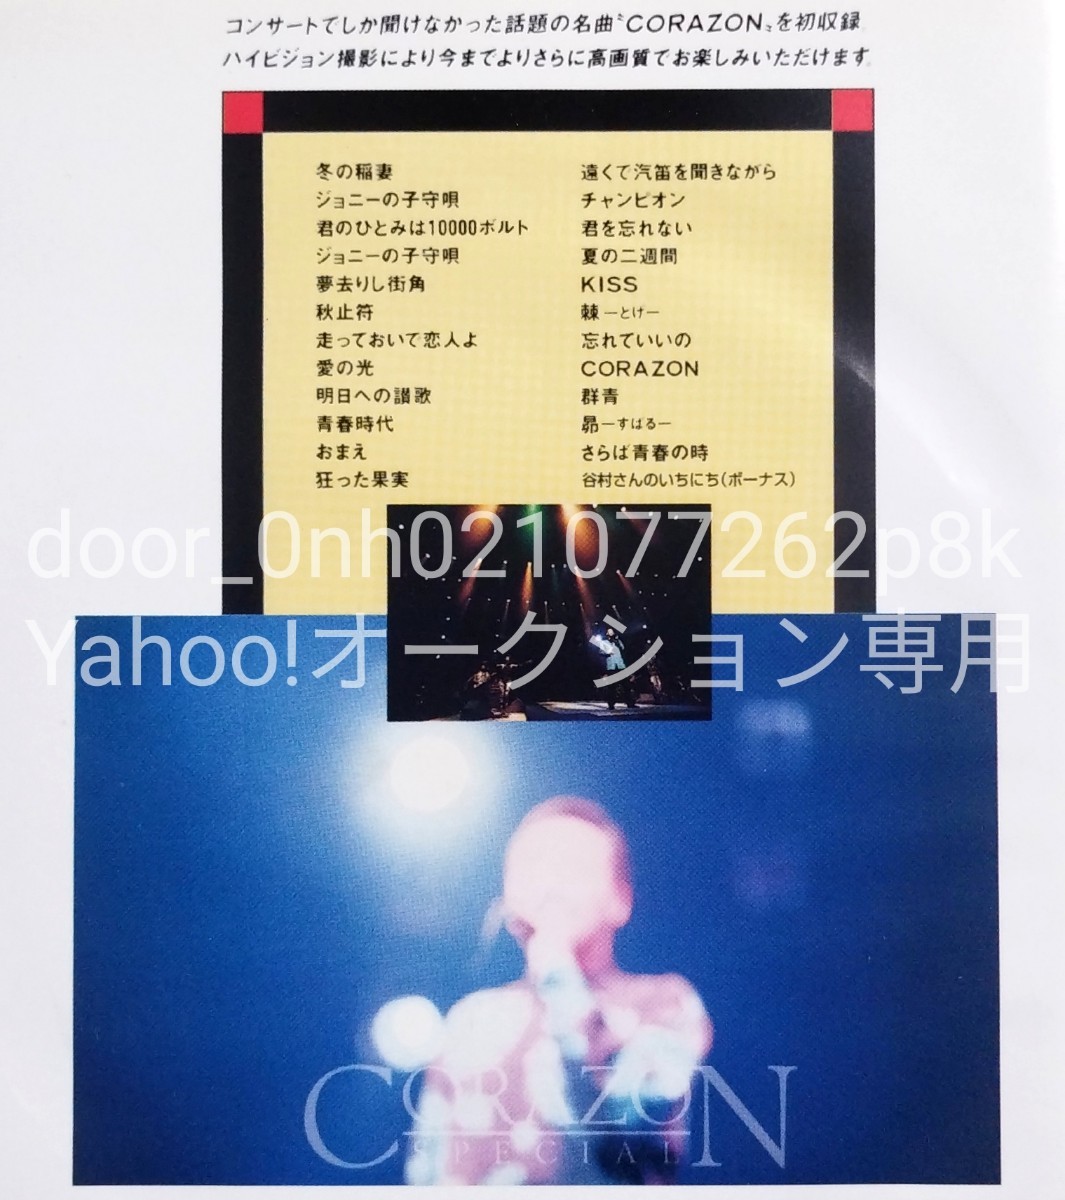 コンサートでしか聞けなかった話題の名曲〝CORAZON〟を初収録
ハイビジョン撮影により今までよりさらに高画質でお楽しみいただけます。
冬の稲妻
ジョニーの子守唄
君のひとみは10000ボルト
ジョニーの子守唄
夢去りし街角
秋止符
走っておいで恋人よ
愛の光
明日への讃歌
青春時代
おまえ
狂った果実
遠くで汽笛を聞きながら
チャンピオン
君を忘れない
夏の二週間
KISS
棘 ―とげ―
忘れていいの
CORAZON
群青
昴 ―すばる―
さらば青春の時
谷村さんのいちにち(ボーナス)
door_0nh021077262p8k
Yahoo!オークション専用
CORAZON
SPECIAL